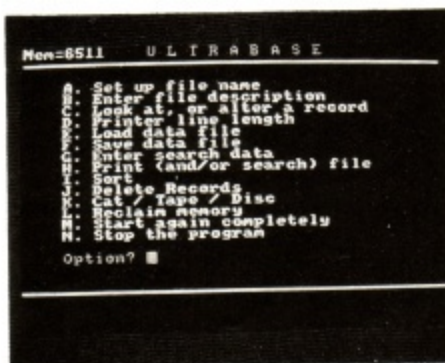 Mem=6511 ULTRABASE
A. Set up file name
B. Enter file description
C. Look at, or alter a record
D. Printer line length
E. Load data file
F. Save data file
G. Enter search data
H. Print (and/or search) file
I. Sort
J. Delete Records
K. Cat / Tape / Disc
L. Reclaim memory
M. Start again completely
N. Stop the program
Option?